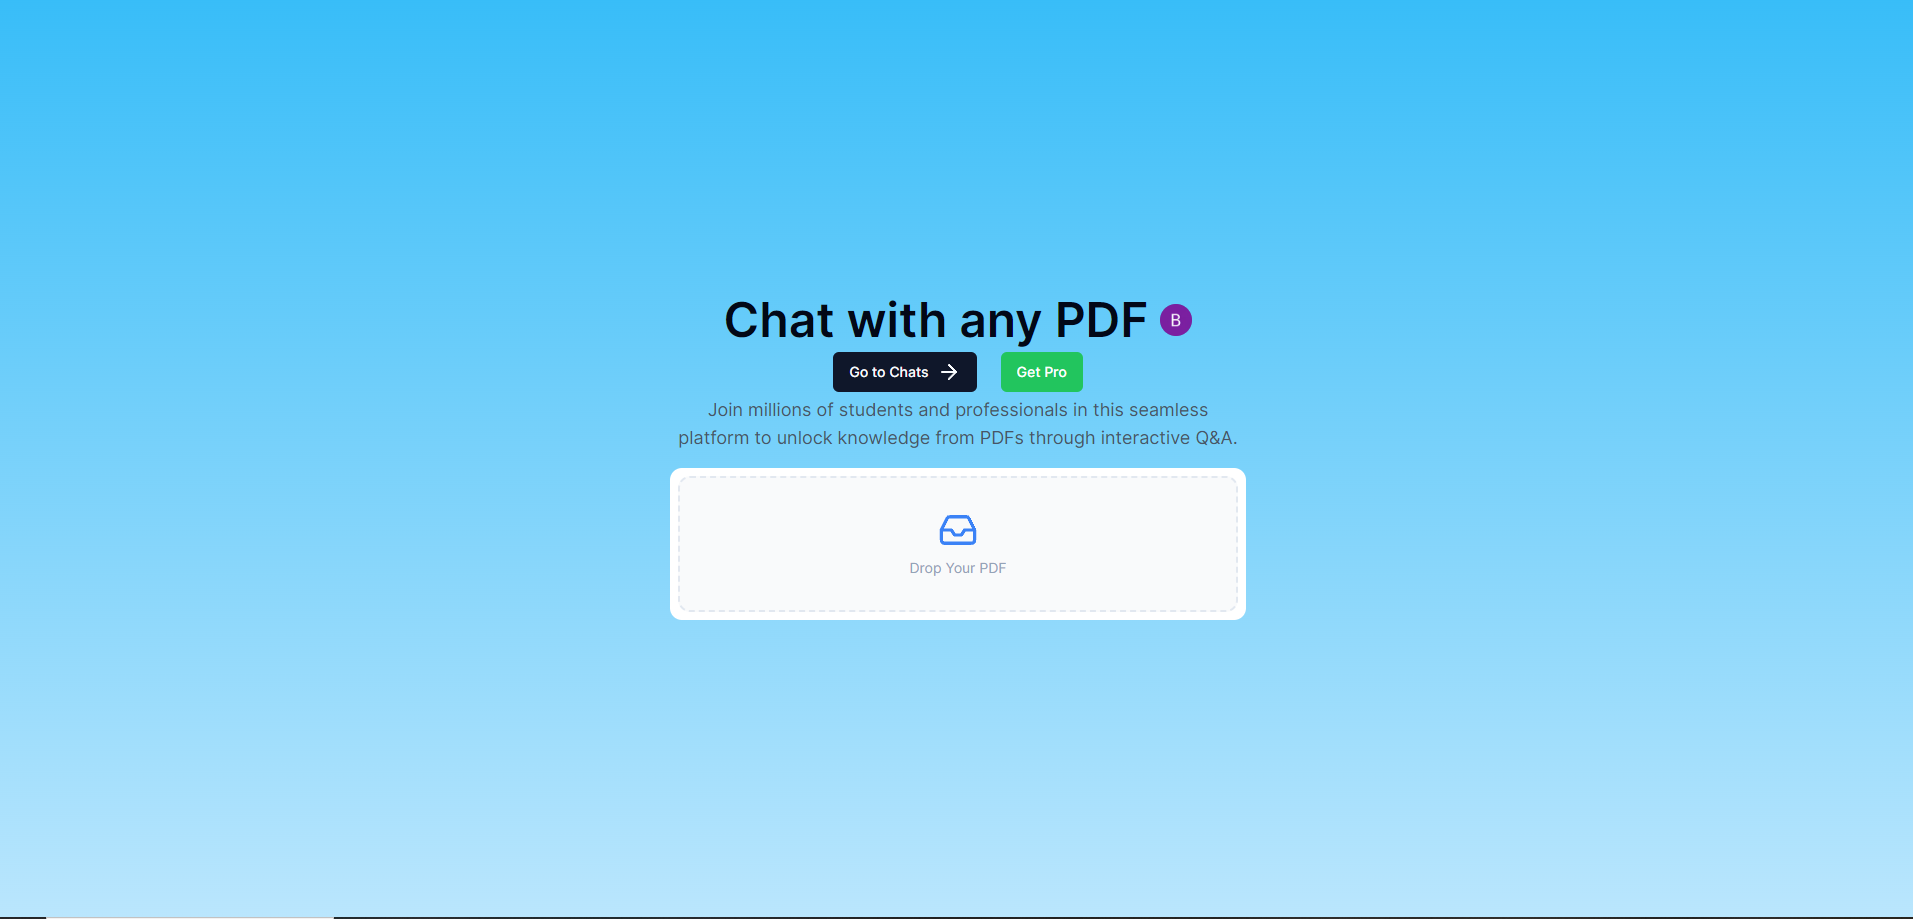 Chat with any PDF B
Go to Chats
Get Pro
Join millions of students and professionals in this seamless
platform to unlock knowledge from PDFs through interactive Q&A.
Drop Your PDF